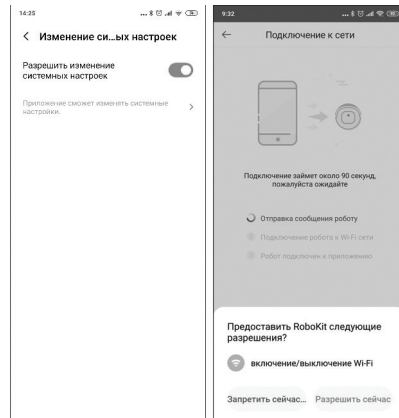 14:25
Изменение си...ых настроек
Разрешить изменение
системных настроек
Приложение сможет изменять системные
настройки.
9:32
Подключение к сети
Подключение займет около 90 секунд,
пожалуйста ожидайте
Отправка сообщения роботу
Подключение робота к Wi-Fi сети
Робот подключен к приложению
Предоставить RoboKit следующие
разрешения?
включение/выключение Wi-Fi
Запретить сейчас... Разрешить сейчас